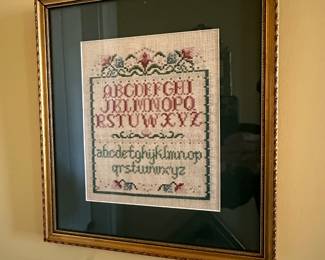 ABCDEFGHI
JKLMNOPQ
RSTUVWXYZ
abcdefghijklmnop
qrstuvwxyz